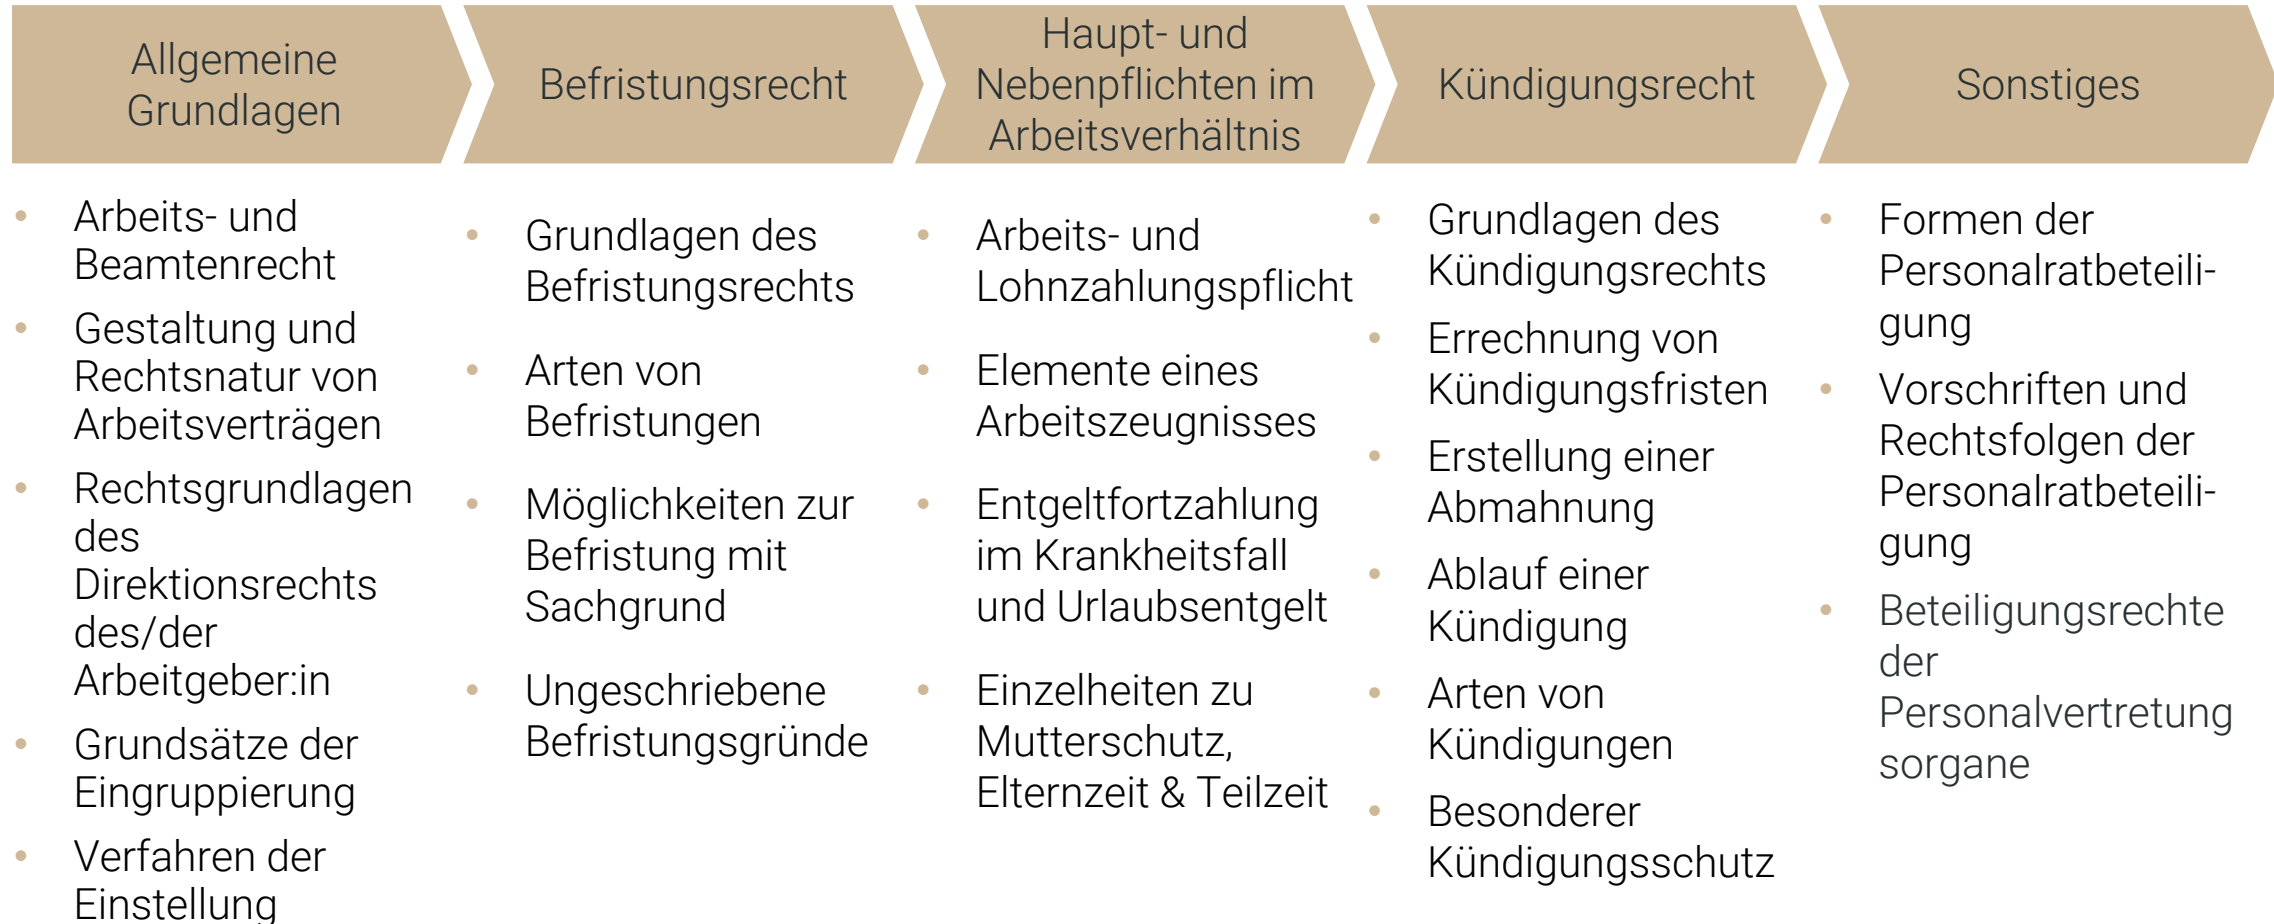 Allgemeine
Grundlagen
Befristungsrecht
Haupt- und
Nebenpflichten im
Arbeitsverhältnis
Kündigungsrecht
Sonstiges
• Arbeits- und
Beamtenrecht
• Gestaltung und
Rechtsnatur von
Arbeitsverträgen
• Rechtsgrundlagen
des
Direktionsrechts
des/der
Arbeitgeber:in
• Grundsätze der
Eingruppierung
• Verfahren der
Einstellung
• Grundlagen des
Befristungsrechts
• Arten von
Befristungen
• Möglichkeiten zur
Befristung mit
Sachgrund
• Ungeschriebene
Befristungsgründe
• Arbeits- und
Lohnzahlungspflicht
• Elemente eines
Arbeitszeugnisses
• Entgeltfortzahlung
im Krankheitsfall
und Urlaubsentgelt
• Einzelheiten zu
Mutterschutz,
Elternzeit & Teilzeit
• Grundlagen des
Kündigungsrechts
• Errechnung von
Kündigungsfristen
• Erstellung einer
Abmahnung
• Ablauf einer
Kündigung
• Arten von
Kündigungen
• Besonderer
Kündigungsschutz
• Formen der
Personalratbeteili-
gung
• Vorschriften und
Rechtsfolgen der
Personalratbeteili-
gung
• Beteiligungsrechte
der
Personalvertretung
sorgane